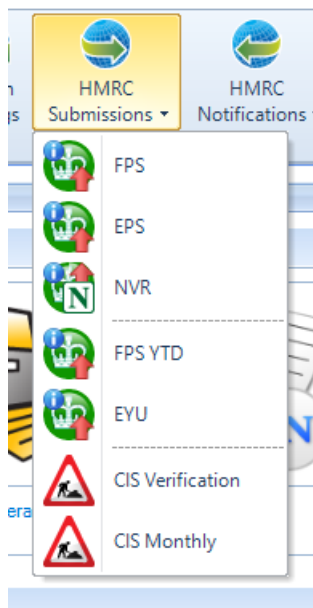 HMRC
Submissions
HMRC
Notifications
FPS
EPS
NVR
N
FPS YTD
EYU
CIS Verification
CIS Monthly
N